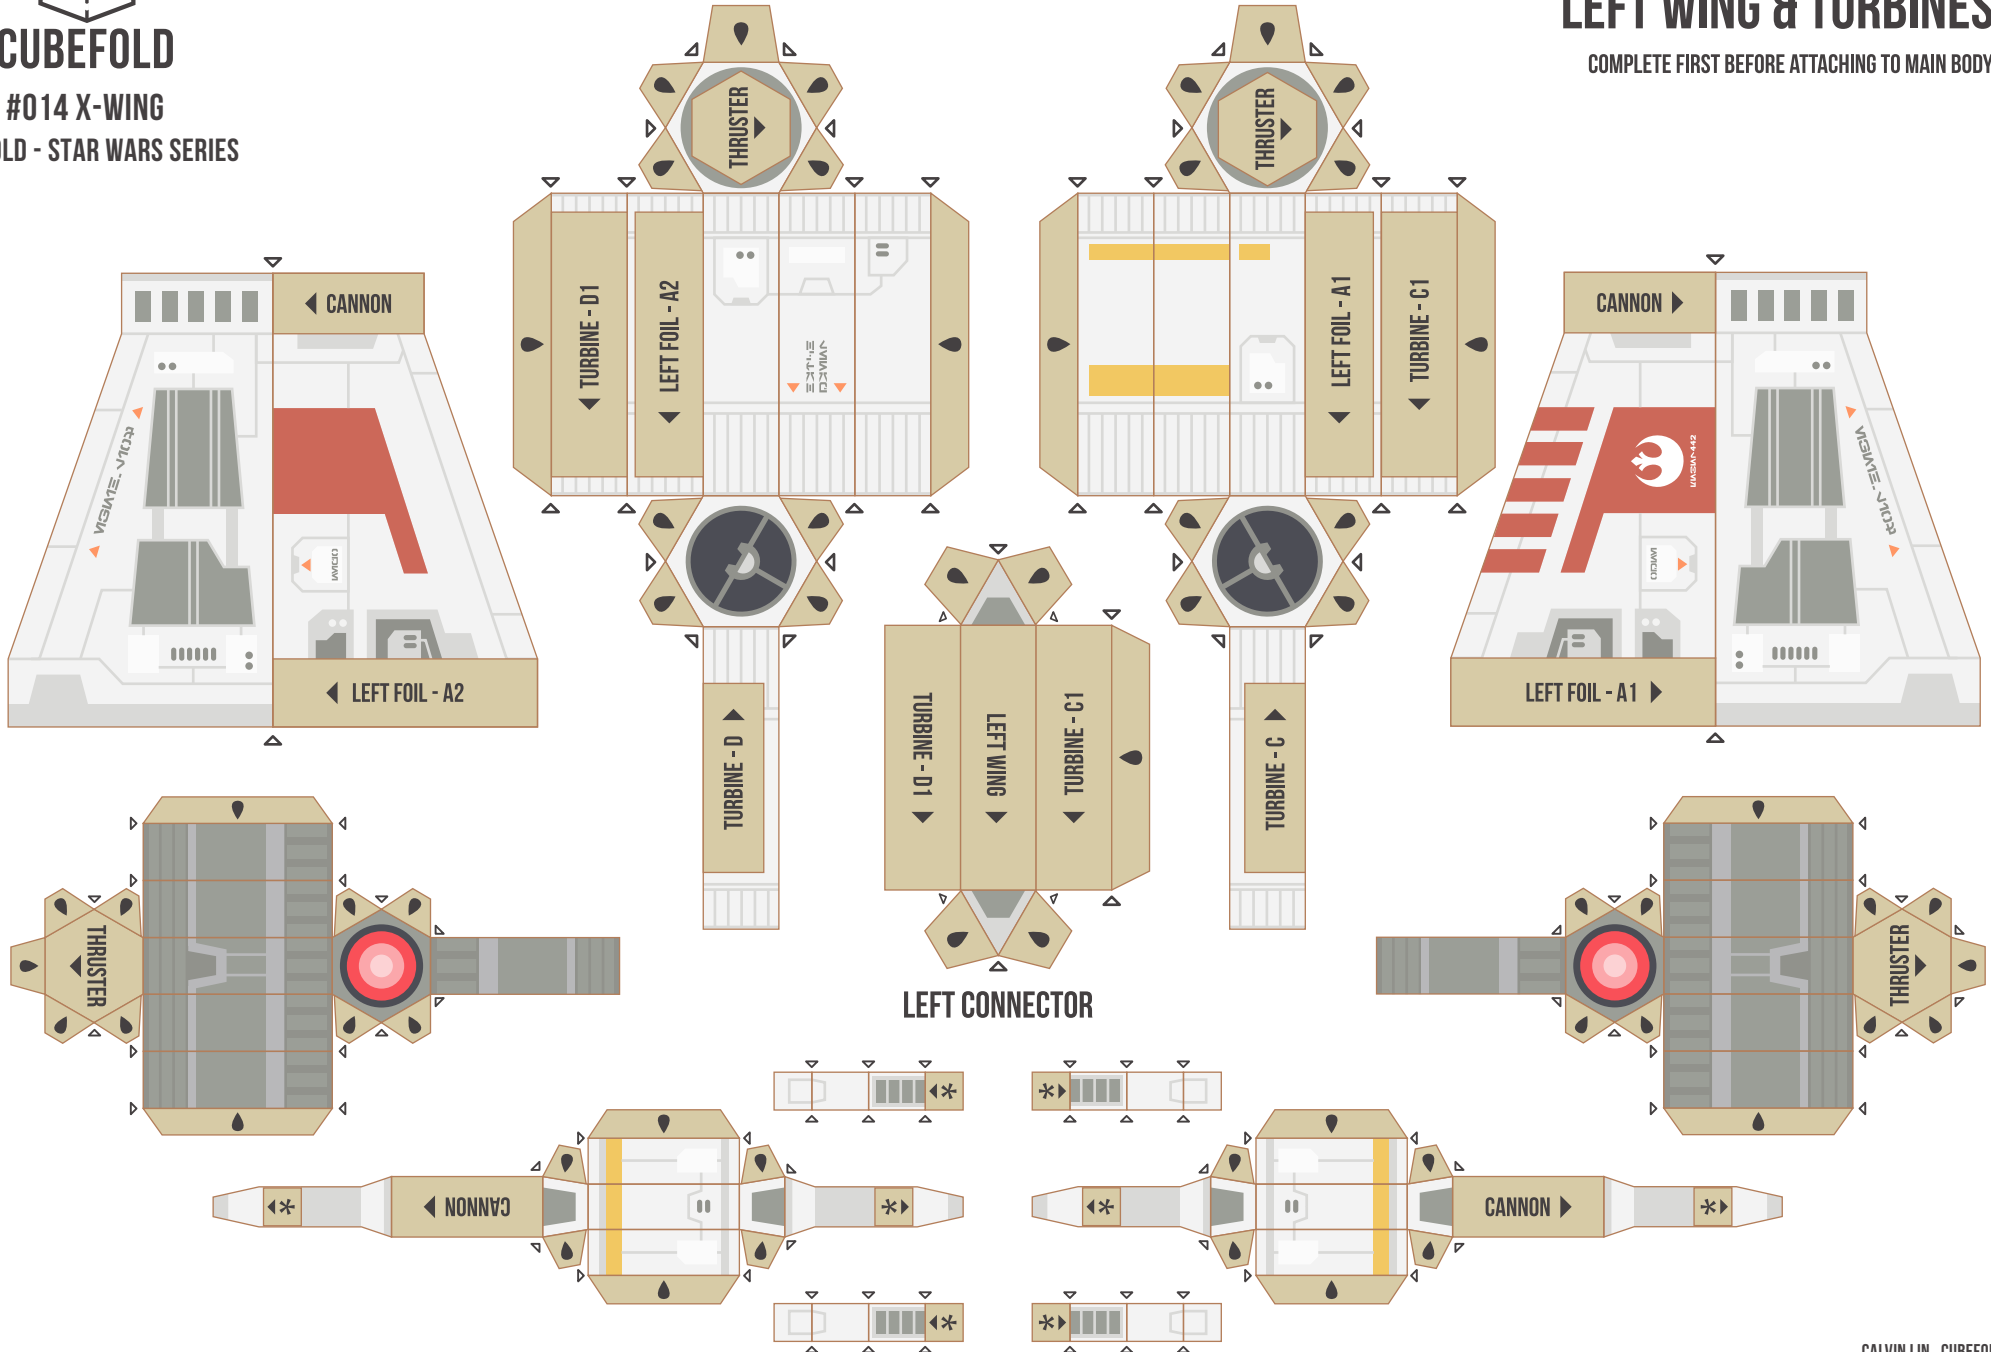 CUBEFOLD
#014 X-WING
LD - STAR WARS SERIES
LEFT WING & TURBINES
COMPLETE FIRST BEFORE ATTACHING TO MAIN BODY
THRUSTER
THRUSTER
CANNON
LEFT FOIL - A2
TURBINE - D1
LEFT FOIL - A2
LEFT FOIL - A1
TURBINE - C1
CANNON
LEFT FOIL - A1
TURBINE - D
TURBINE - D1
LEFT WING
TURBINE - C1
TURBINE - C
LEFT CONNECTOR
THRUSTER
THRUSTER
CANNON
CANNON
CALVIN LIN